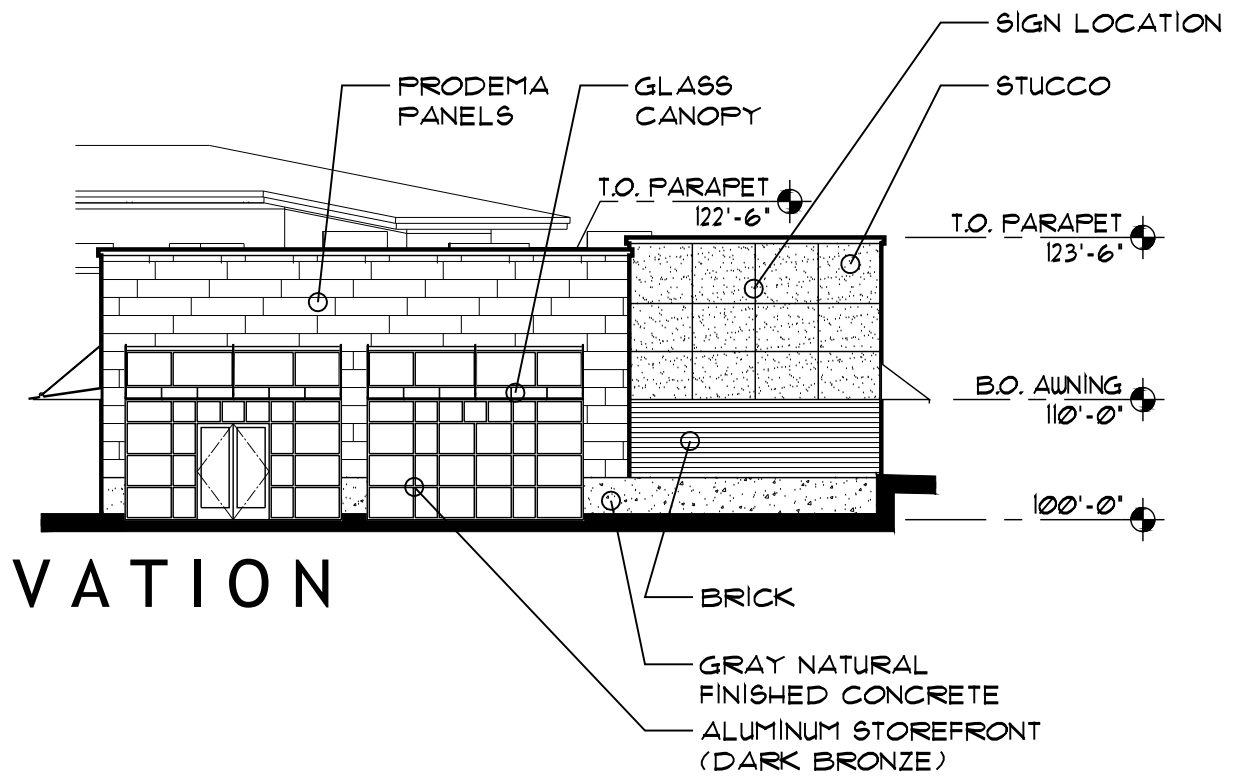 SIGN LOCATION
PRODEMA
PANELS
GLASS
CANOPY
STUCCO
T.O. PARAPET
122'-6"
T.O. PARAPET
123'-6"
B.O. AWNING
110'-0"
100'-0"
VATION
BRICK
GRAY NATURAL
FINISHED CONCRETE
ALUMINUM STOREFRONT
(DARK BRONZE)